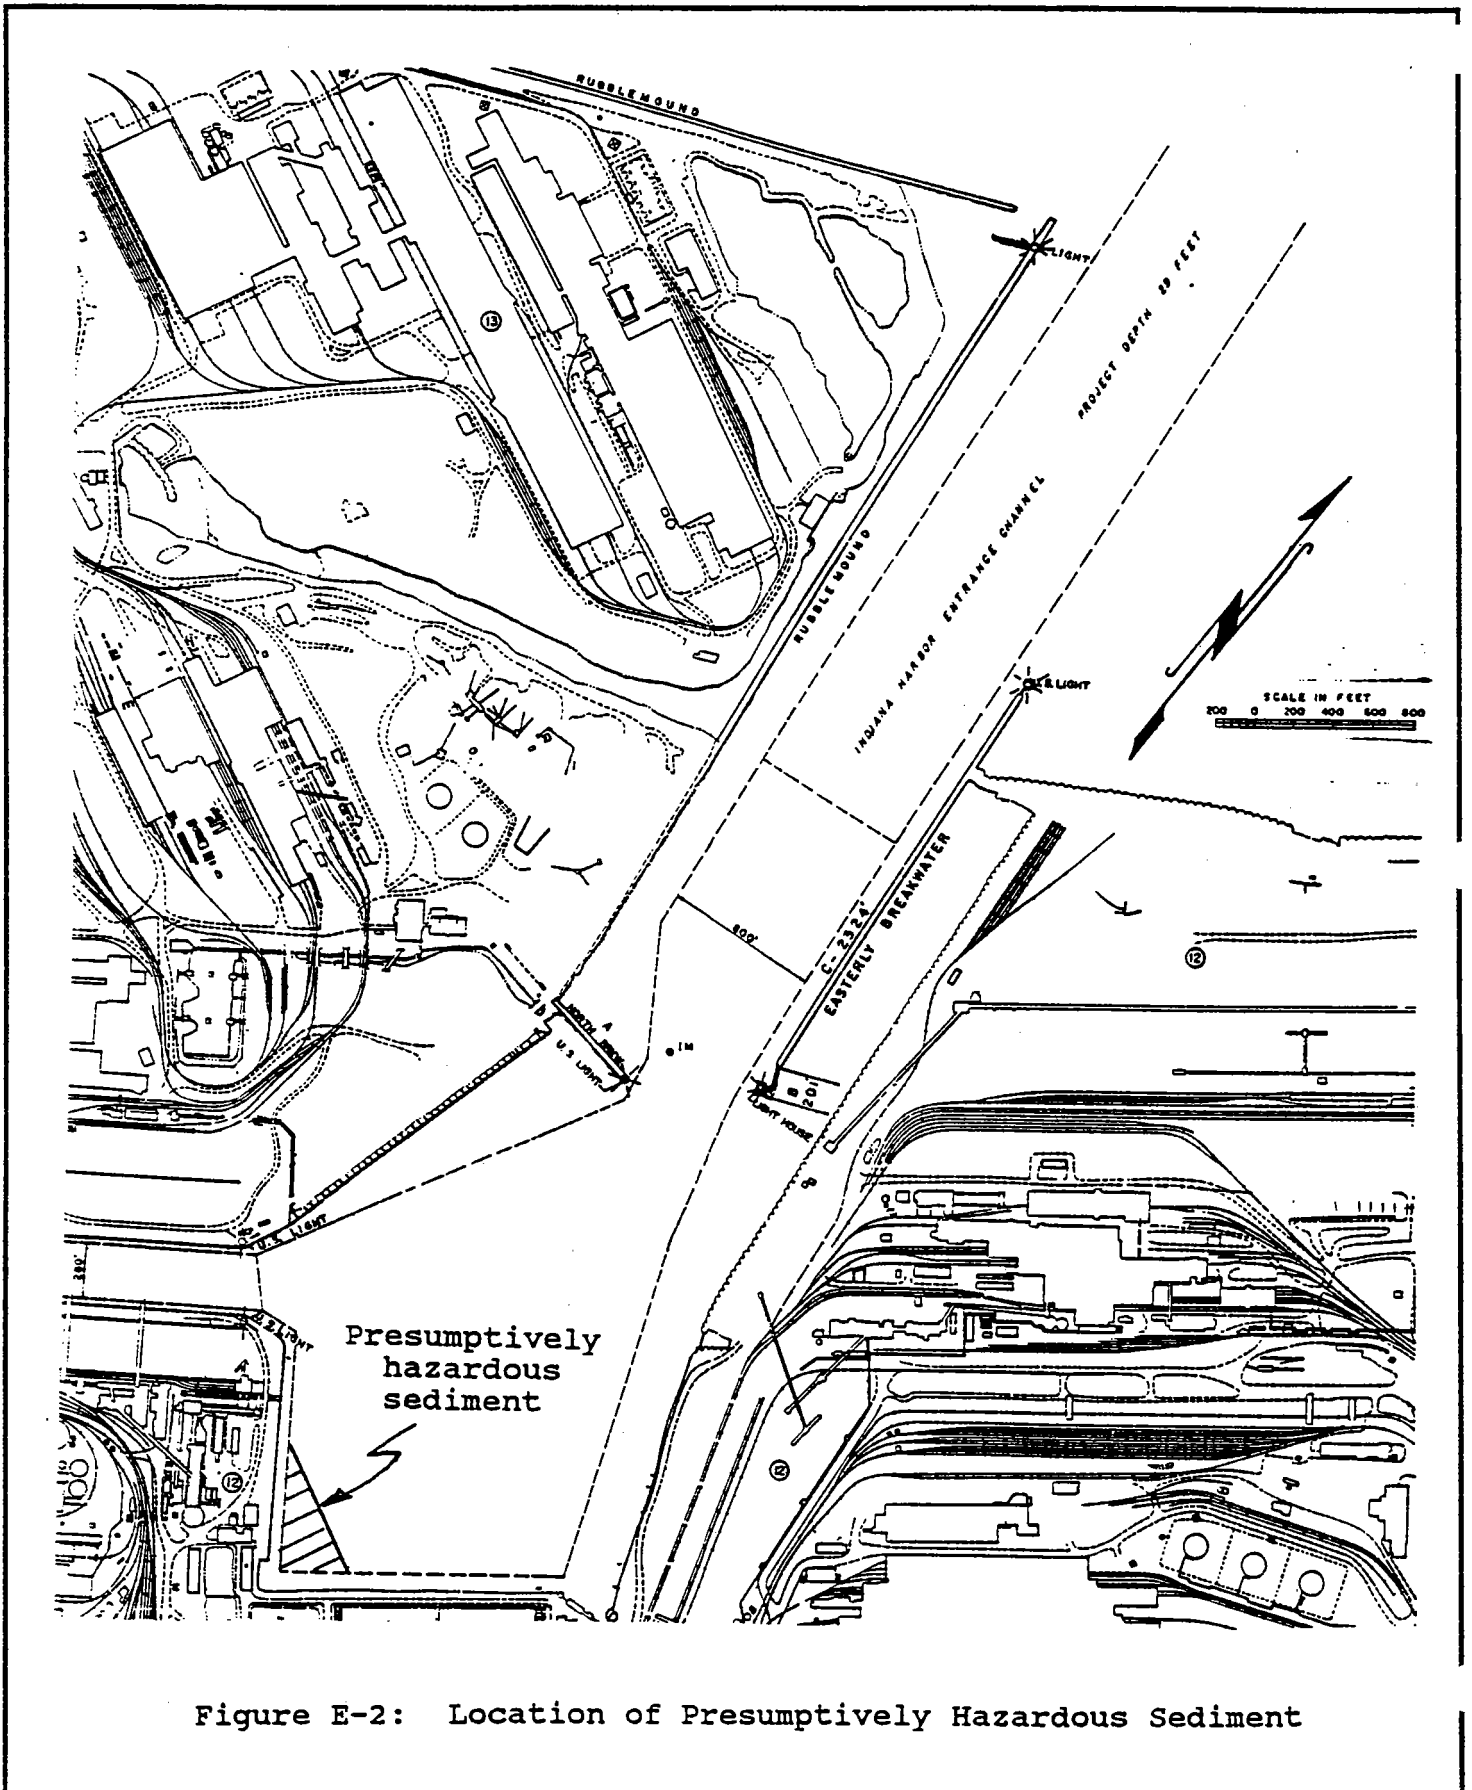 RUBBLEMOUND
LIGHT
PROJECT DEPTH 29 FEET
13
RUBBLEMOUND
INDIANA HARBOR ENTRANCE CHANNEL
U.S. LIGHT
SCALE IN FEET
200 0 200 400 600 800
C-2324'
EASTERLY BREAKWATER
800'
12
NORTH
A
U.S. LIGHT
B
201'
LIGHT HOUSE
U.S. LIGHT
U.S. LIGHT
Presumptively
hazardous
sediment
12
12
Figure E-2: Location of Presumptively Hazardous Sediment